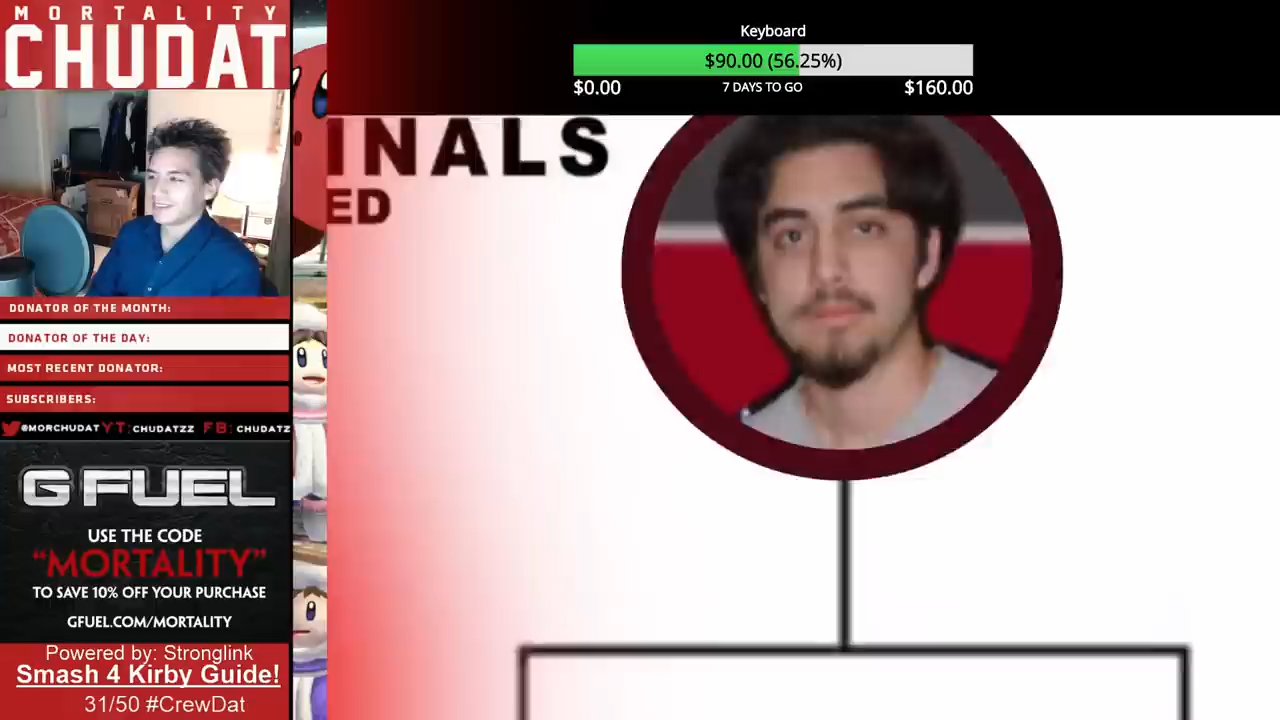 MORTALITY
CHUDAT
DONATOR OF THE MONTH:
DONATOR OF THE DAY:
MOST RECENT DONATOR:
SUBSCRIBERS:
@MORCHUDAT YT: CHUDATZZ FB: CHUDATZ
G FUEL
USE THE CODE
“MORTALITY”
TO SAVE 10% OFF YOUR PURCHASE
GFUEL.COM/MORTALITY
Powered by: Stronglink
Smash 4 Kirby Guide!
31/50 #CrewDat
Keyboard
$90.00 (56.25%)
$0.00 7 DAYS TO GO $160.00
INALS
ED